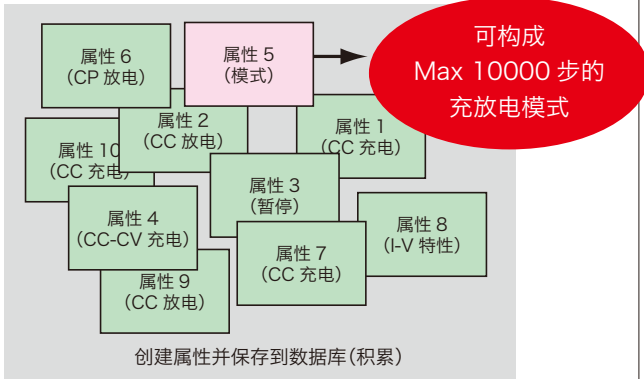 属性 6
(CP 放电)
属性 5
(模式)
可构成
Max 10000 步的
充放电模式
属性 2
(CC 放电)
属性 1
(CC 充电)
属性 10
(CC 充电)
属性 3
(暂停)
属性 4
(CC-CV 充电)
属性 8
(I-V 特性)
属性 7
(CC 充电)
属性 9
(CC 放电)
创建属性并保存到数据库(积累)